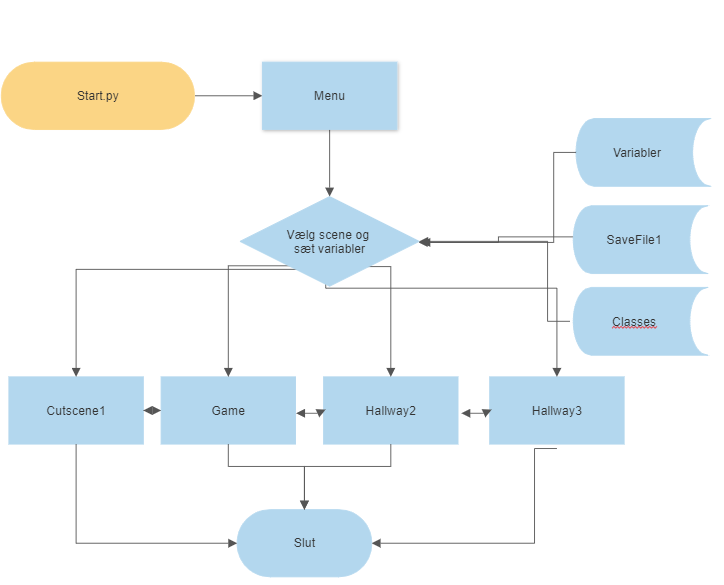 Start.py
Menu
Variabler
Vælg scene og
sæt variabler
SaveFile1
Classes
Cutscene1
Game
Hallway2
Hallway3
Slut